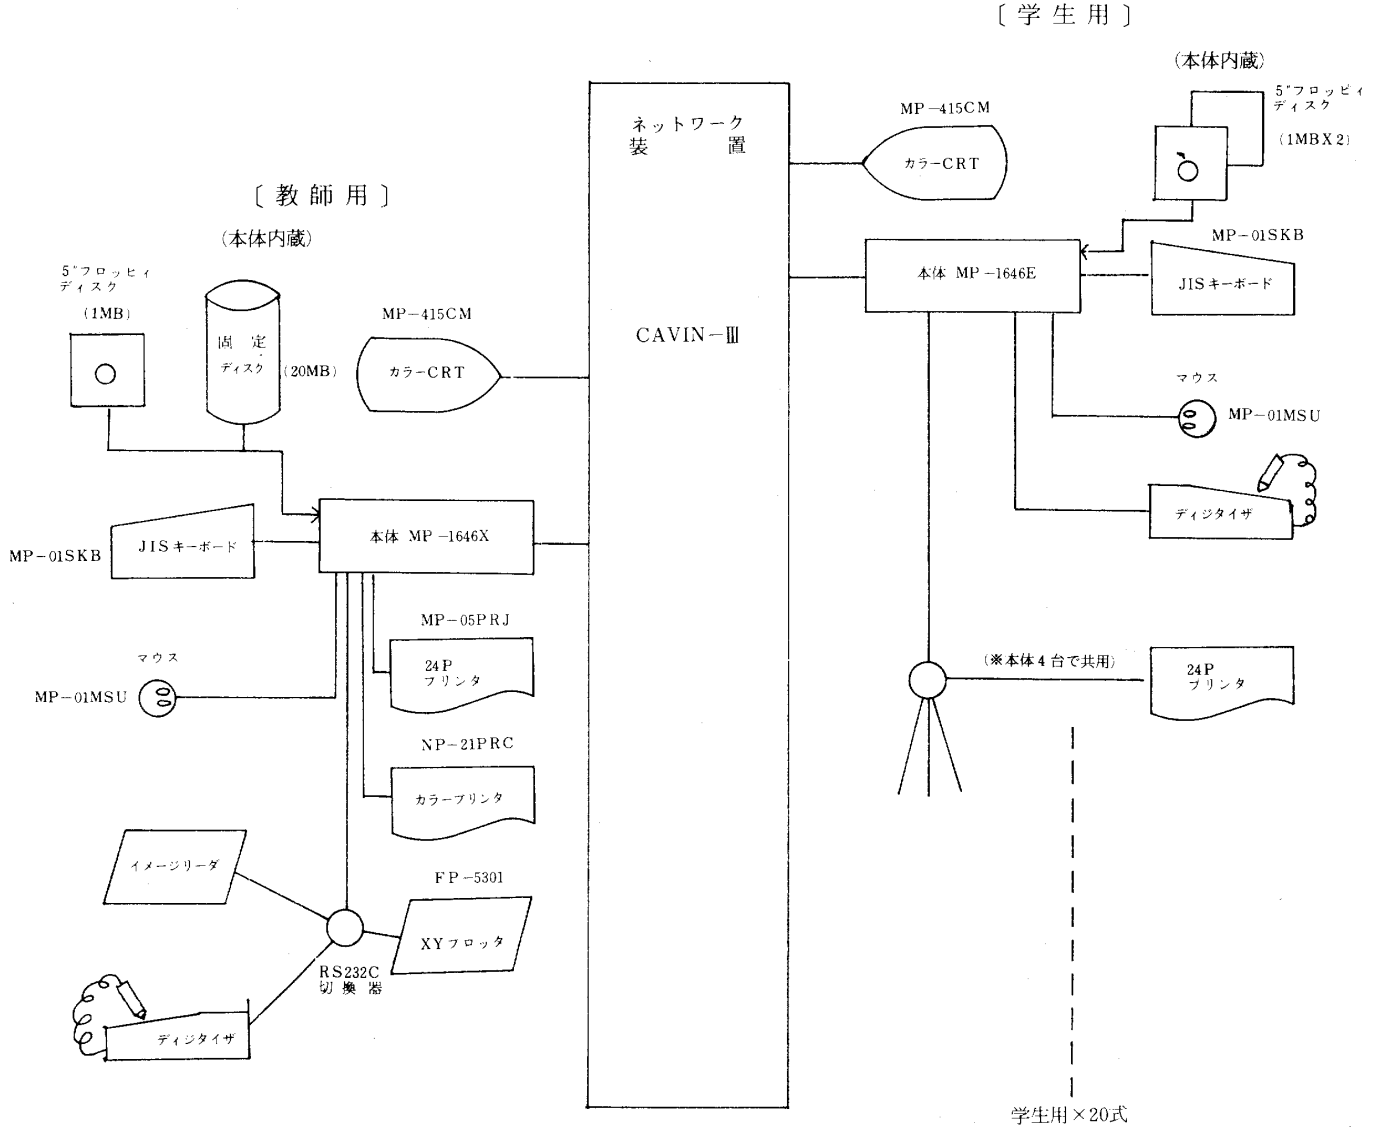 〔学生用〕
(本体内蔵)
5″フロッピィ
ディスク
(1MBX2)
MP-415CM
カラーCRT
MP-01SKB
本体 MP-1646E
JISキーボード
マウス
MP-01MSU
ディジタイザ
(※本体4台で共用)
24P
プリンタ
学生用×20式
ネットワーク
装置
CAVIN-Ⅲ
〔教師用〕
(本体内蔵)
5″フロッピィ
ディスク
(1MB)
固定
ディスク
(20MB)
MP-415CM
カラーCRT
MP-01SKB
JISキーボード
本体 MP-1646X
マウス
MP-01MSU
MP-05PRJ
24P
プリンタ
NP-21PRC
カラープリンタ
イメージリーダ
FP-5301
XYプロッタ
RS232C
切換器
ディジタイザ